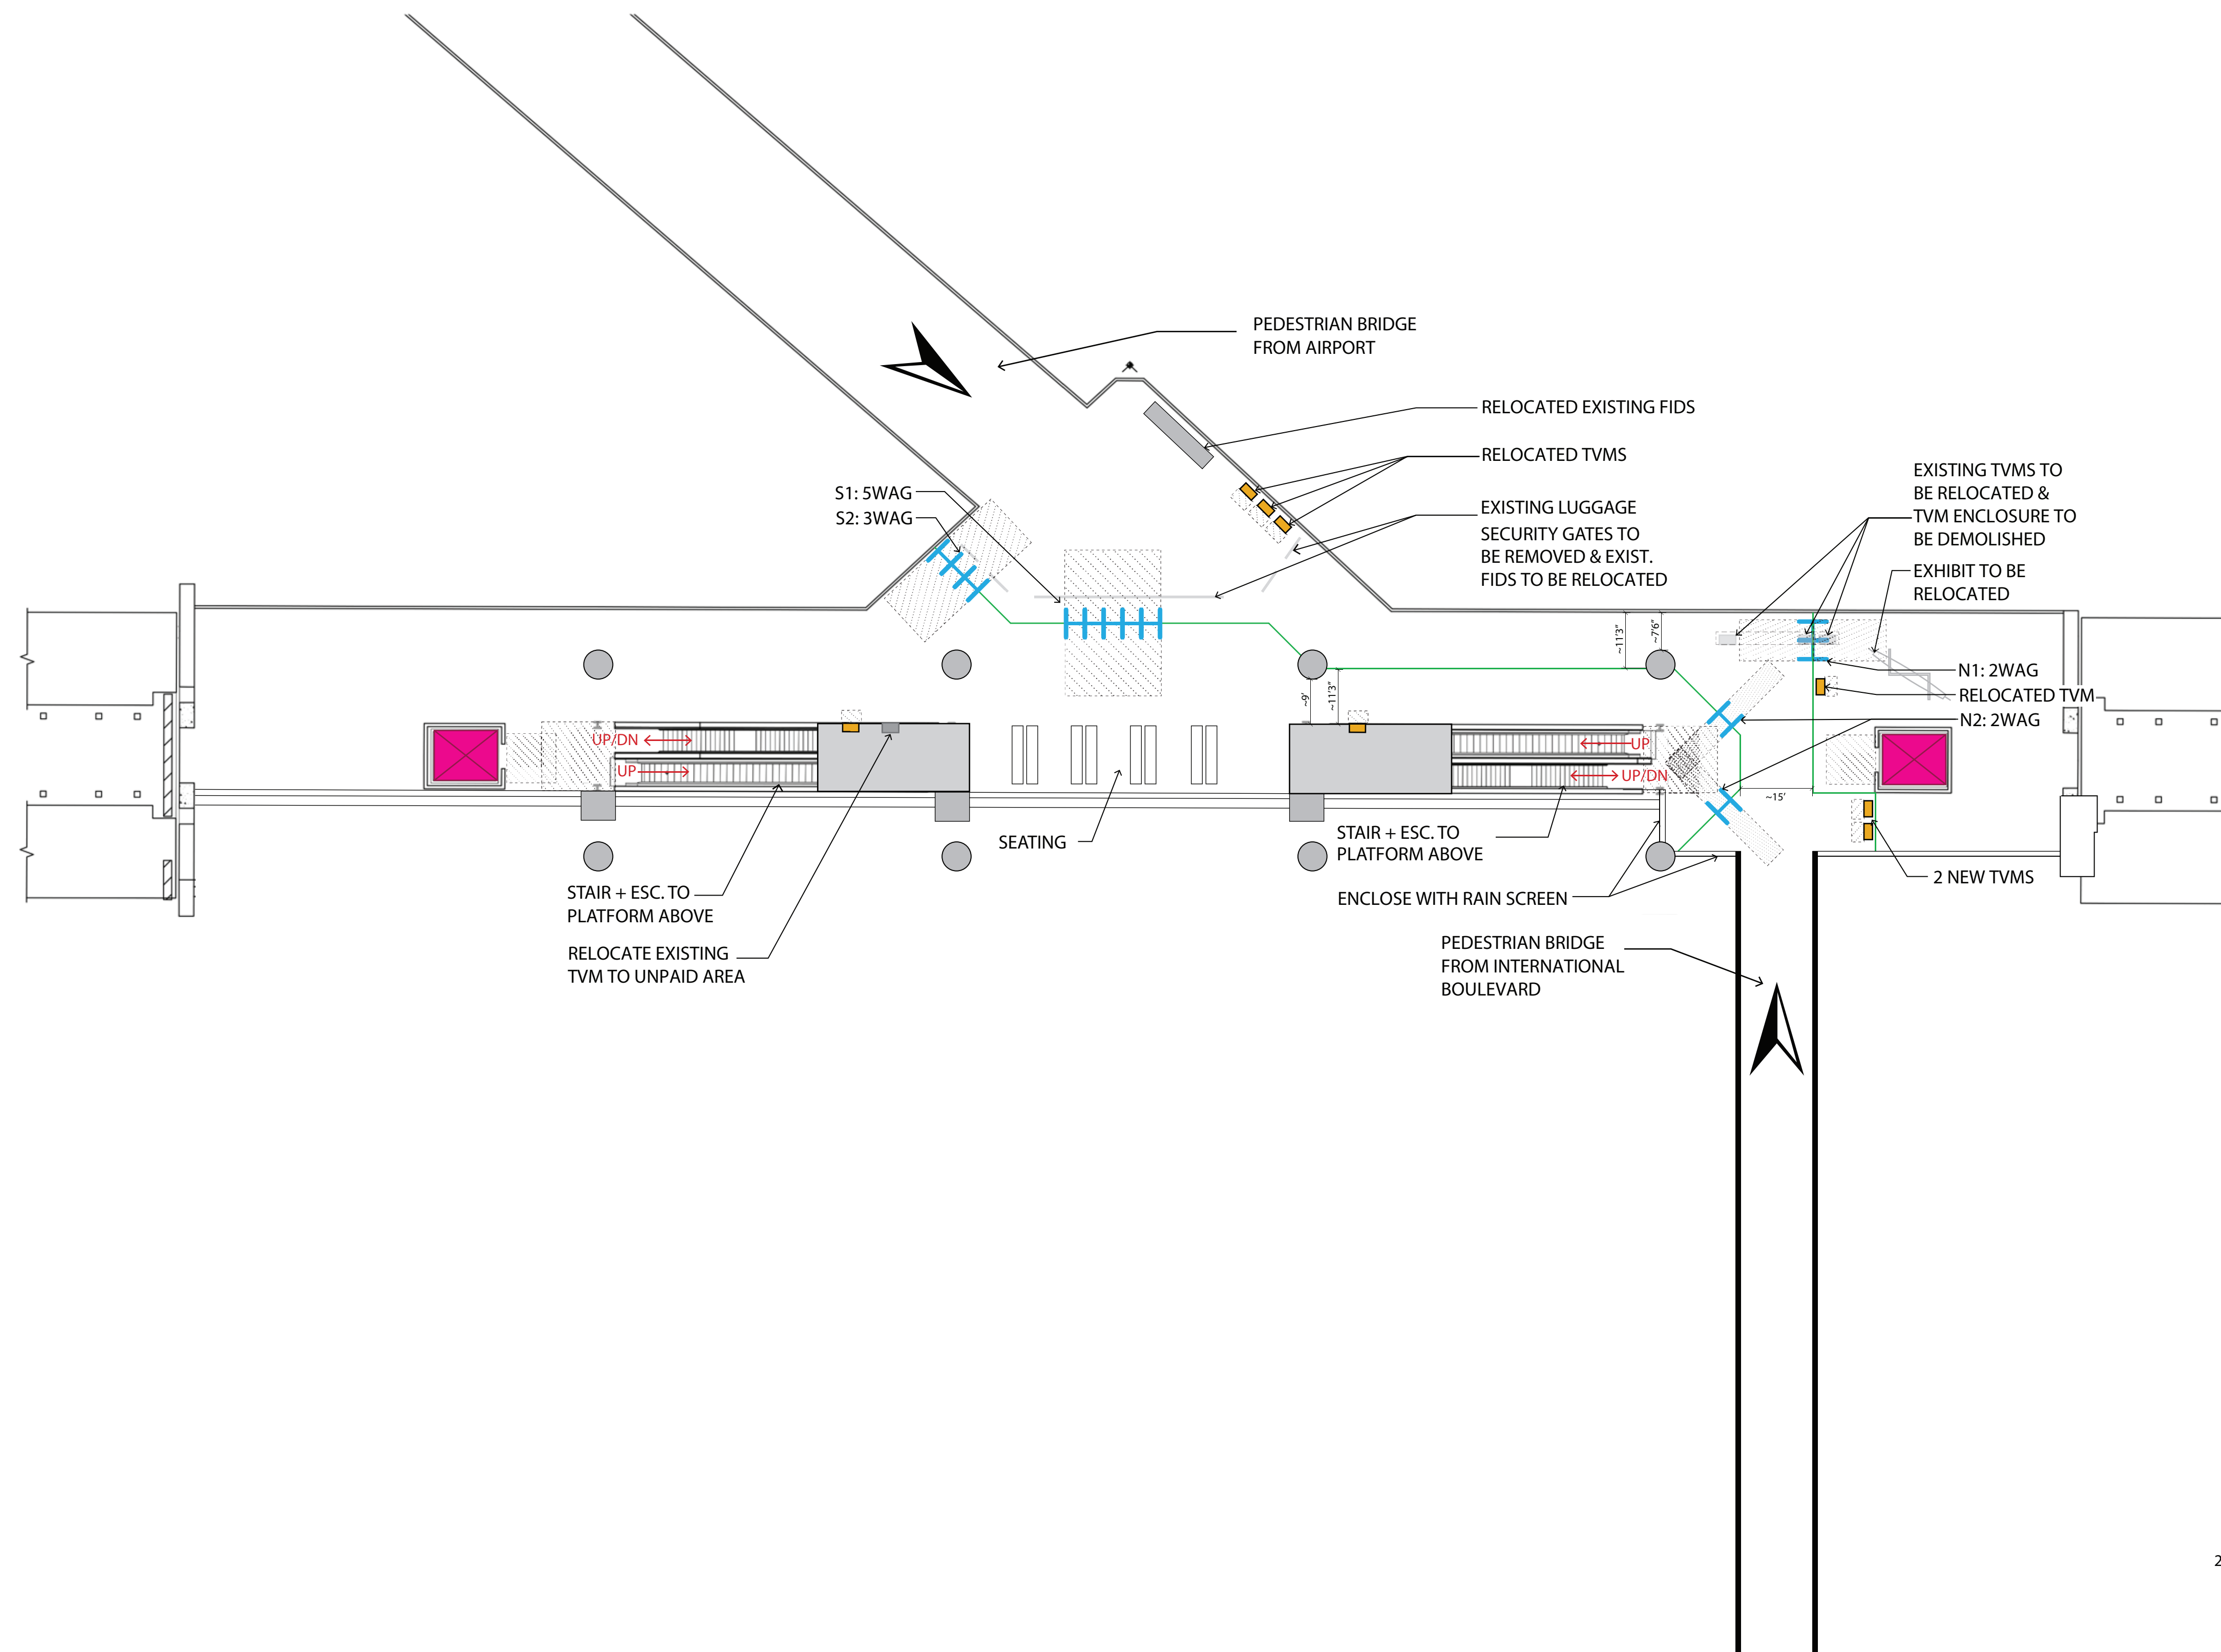 PEDESTRIAN BRIDGE
FROM AIRPORT
RELOCATED EXISTING FIDS
RELOCATED TVMS
EXISTING LUGGAGE
SECURITY GATES TO
BE REMOVED & EXIST.
FIDS TO BE RELOCATED
EXISTING TVMS TO
BE RELOCATED &
TVM ENCLOSURE TO
BE DEMOLISHED
EXHIBIT TO BE
RELOCATED
S1: 5WAG
S2: 3WAG
~11'3"
~7'6"
N1: 2WAG
RELOCATED TVM
N2: 2WAG
~9'
~11'3"
UP/DN
UP
UP
UP/DN
~15'
SEATING
STAIR + ESC. TO
PLATFORM ABOVE
2 NEW TVMS
STAIR + ESC. TO
PLATFORM ABOVE
ENCLOSE WITH RAIN SCREEN
RELOCATE EXISTING
TVM TO UNPAID AREA
PEDESTRIAN BRIDGE
FROM INTERNATIONAL
BOULEVARD
2